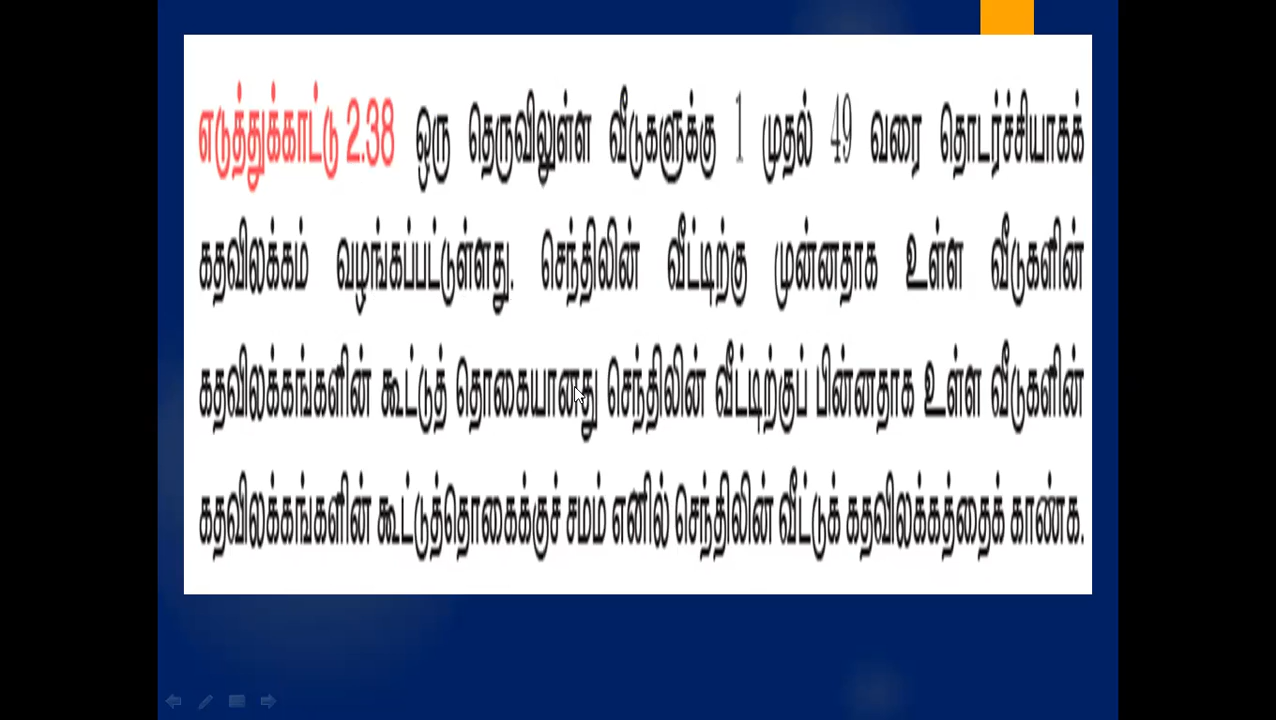 எடுத்துக்காட்டு 2.38 ஒரு தெருவிலுள்ள வீடுகளுக்கு 1 முதல் 49 வரை தொடர்ச்சியாகக்
கதவிலக்கம் வழங்கப்பட்டுள்ளது. செந்திலின் வீட்டிற்கு முன்னதாக உள்ள வீடுகளின்
கதவிலக்கங்களின் கூட்டுத் தொகையானது செந்திலின் வீட்டிற்குப் பின்னதாக உள்ள வீடுகளின்
கதவிலக்கங்களின் கூட்டுத்தொகைக்குச் சமம் எனில் செந்திலின் வீட்டுக் கதவிலக்கத்தைக் காண்க.